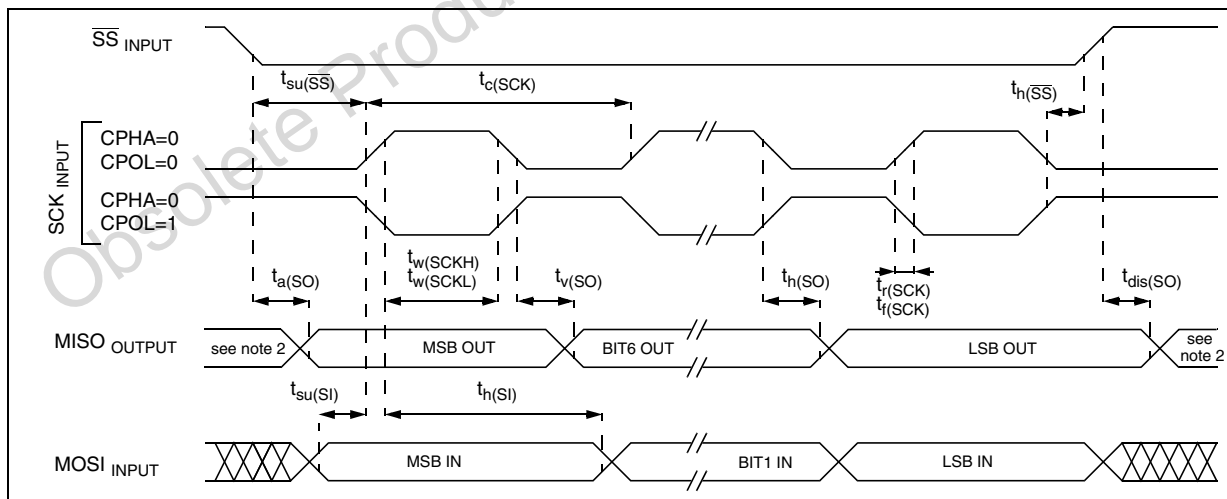 Obsolete Produ
SS INPUT
tsu(SS)
tc(SCK)
th(SS)
SCK INPUT
CPHA=0
CPOL=0
CPHA=0
CPOL=1
ta(SO)
tw(SCKH)
tw(SCKL)
tv(SO)
th(SO)
tr(SCK)
tf(SCK)
tdis(SO)
MISO OUTPUT
see note 2
MSB OUT
BIT6 OUT
LSB OUT
see
note 2
tsu(SI)
th(SI)
MOSI INPUT
MSB IN
BIT1 IN
LSB IN